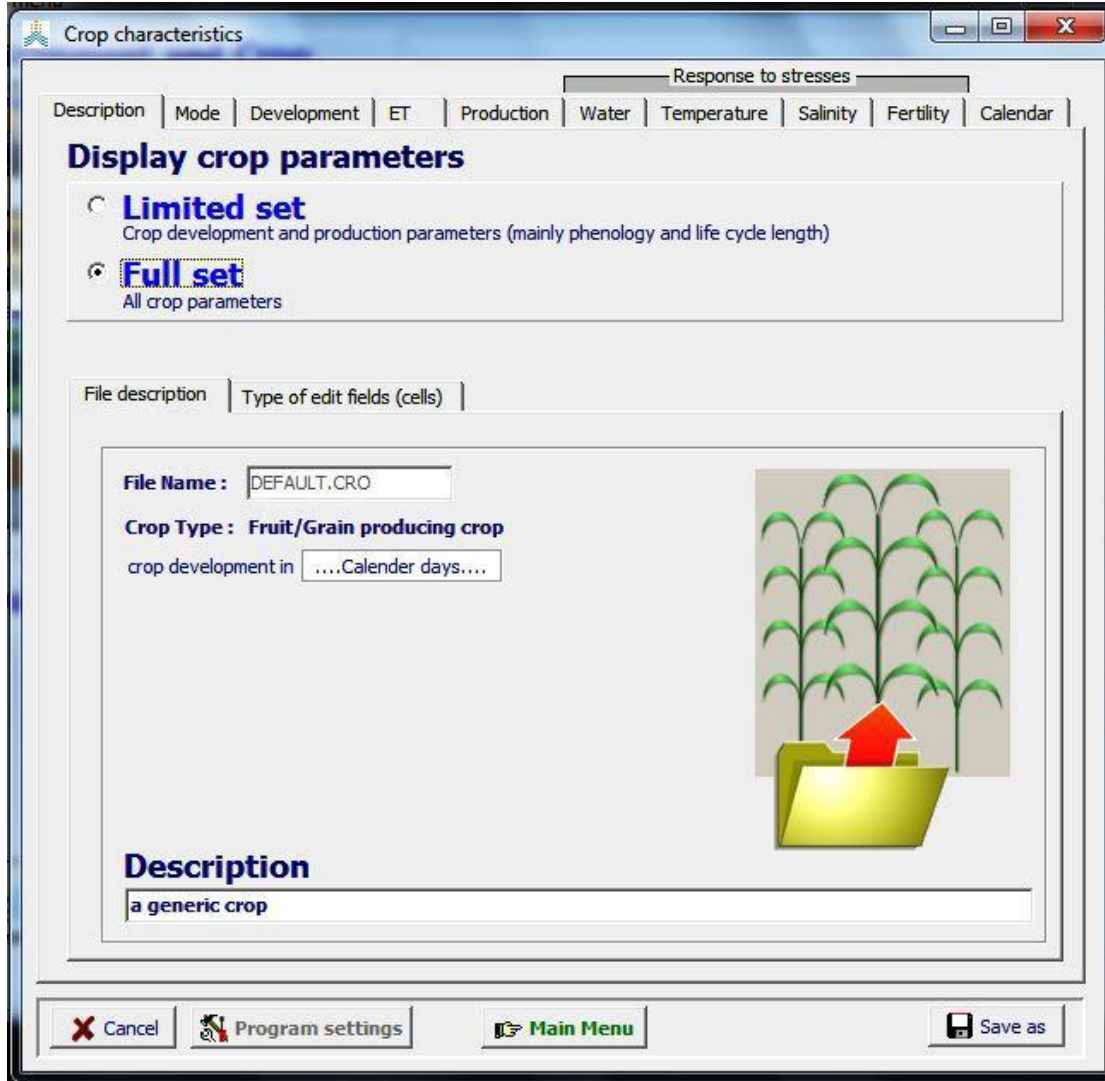 menu
Crop characteristics
Response to stresses
Description Mode Development ET Production Water Temperature Salinity Fertility Calendar
Display crop parameters
Limited set
Crop development and production parameters (mainly phenology and life cycle length)
Full set
All crop parameters
File description Type of edit fields (cells)
File Name : DEFAULT.CRO
Crop Type : Fruit/Grain producing crop
crop development in ....Calender days....
Description
a generic crop
Cancel Program settings Main Menu Save as